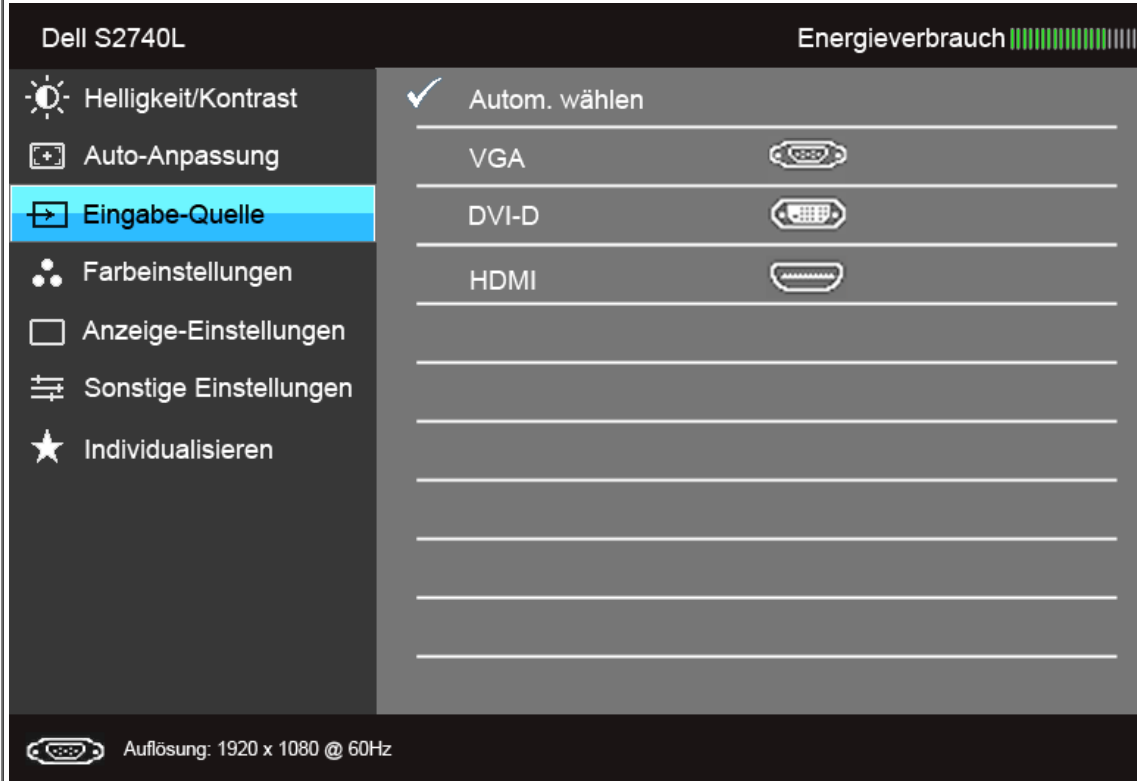 Dell S2740L
Energieverbrauch
Helligkeit/Kontrast
Auto-Anpassung
Eingabe-Quelle
Farbeinstellungen
Anzeige-Einstellungen
Sonstige Einstellungen
Individualisieren
Autom. wählen
VGA
DVI-D
HDMI
Auflösung: 1920 x 1080 @ 60Hz